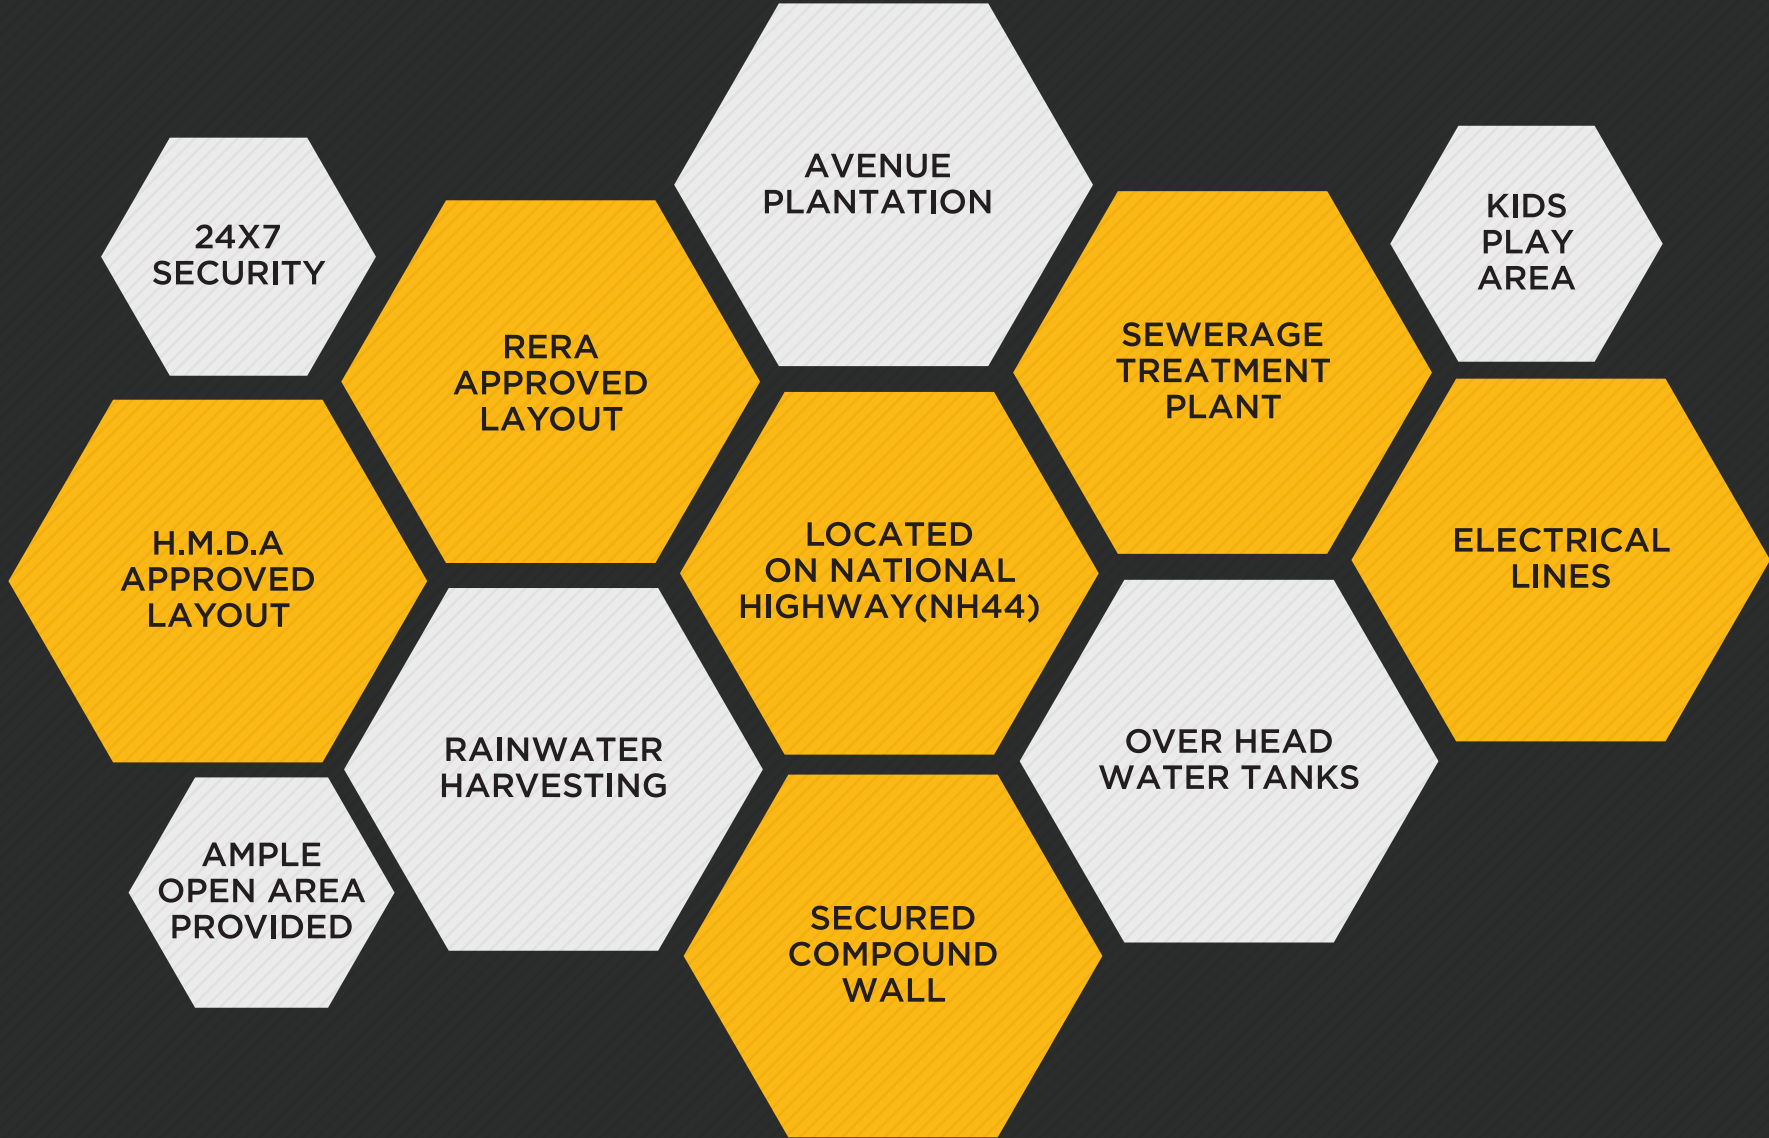 AVENUE
PLANTATION
24X7
SECURITY
KIDS
PLAY
AREA
RERA
APPROVED
LAYOUT
SEWERAGE
TREATMENT
PLANT
H.M.D.A
APPROVED
LAYOUT
LOCATED
ON NATIONAL
HIGHWAY(NH44)
ELECTRICAL
LINES
RAINWATER
HARVESTING
OVER HEAD
WATER TANKS
AMPLE
OPEN AREA
PROVIDED
SECURED
COMPOUND
WALL